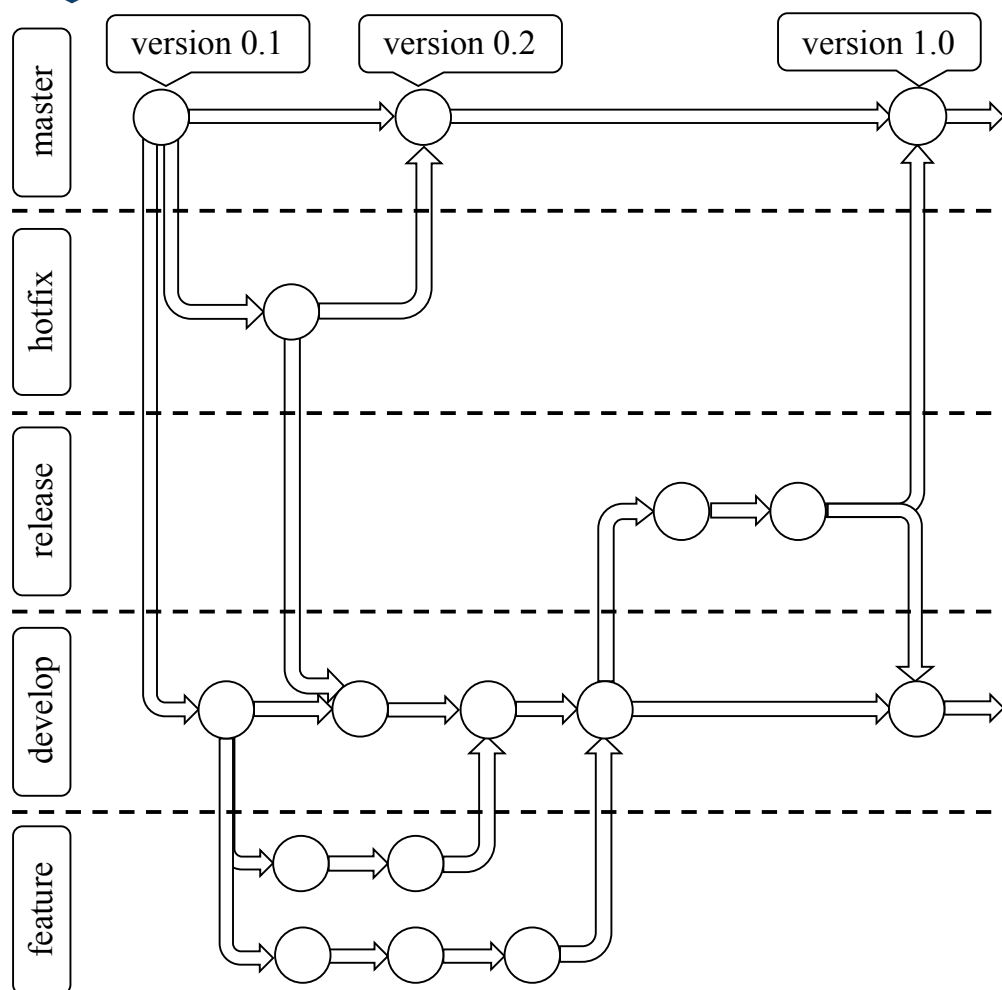 version 0.1
version 0.2
version 1.0
master
hotfix
release
develop
feature